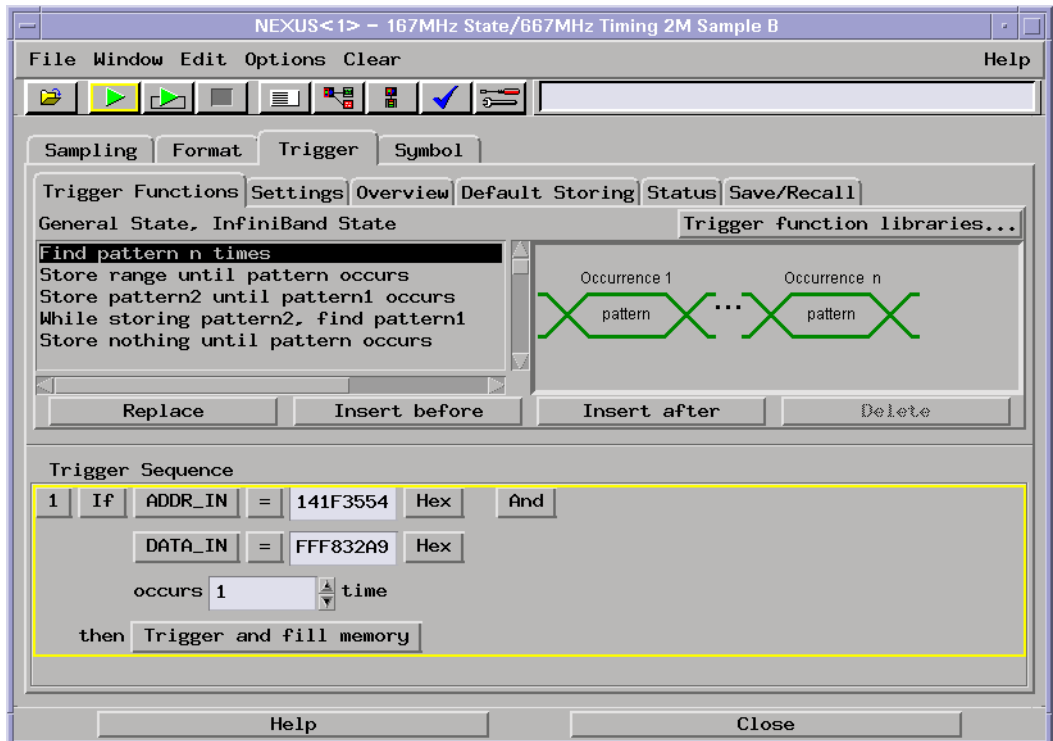 NEXUS<1> – 167MHz State/667MHz Timing 2M Sample B
File Window Edit Options Clear Help
Sampling Format Trigger Symbol
Trigger Functions Settings Overview Default Storing Status Save/Recall
General State, InfiniBand State Trigger function libraries...
Find pattern n times
Store range until pattern occurs
Store pattern2 until pattern1 occurs
While storing pattern2, find pattern1
Store nothing until pattern occurs
Occurrence 1 Occurrence n
pattern ... pattern
Replace Insert before Insert after Delete
Trigger Sequence
1 If ADDR_IN = 141F3554 Hex And
DATA_IN = FFF832A9 Hex
occurs 1 time
then Trigger and fill memory
Help Close